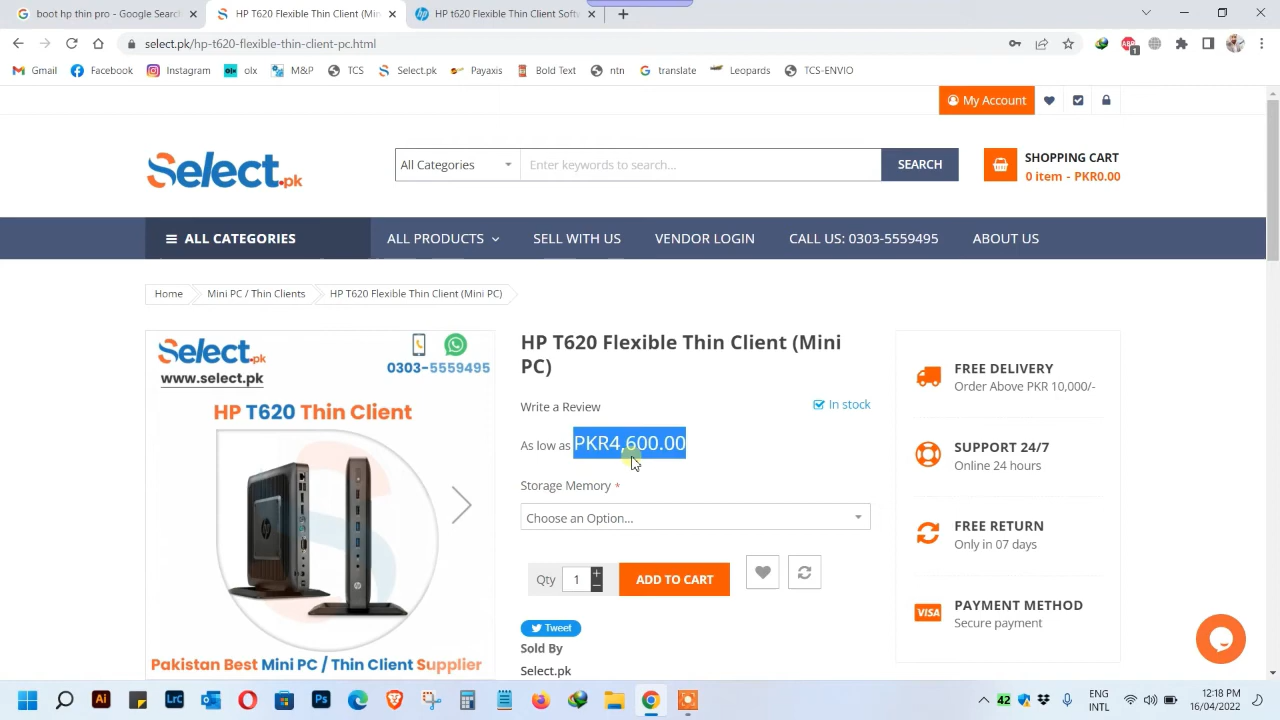 boot hp thin pro - Google Search
HP T620 Flexible Thin Client (Min
HP t620 Flexible Thin Client Soft
select.pk/hp-t620-flexible-thin-client-pc.html
ABP
1
Gmail
Facebook
Instagram
olx
M&P
TCS
Select.pk
Payaxis
Bold Text
ntn
translate
Leopards
TCS-ENVIO
My Account
Select.pk
All Categories
Enter keywords to search...
SEARCH
SHOPPING CART
0 item - PKR0.00
ALL CATEGORIES
ALL PRODUCTS
SELL WITH US
VENDOR LOGIN
CALL US: 0303-5559495
ABOUT US
Home
Mini PC / Thin Clients
HP T620 Flexible Thin Client (Mini PC)
Select.pk
www.select.pk
0303-5559495
HP T620 Thin Client
Pakistan Best Mini PC / Thin Client Supplier
HP T620 Flexible Thin Client (Mini
PC)
Write a Review
In stock
As low as PKR4,600.00
Storage Memory *
Choose an Option...
Qty
1
ADD TO CART
Tweet
Sold By
Select.pk
FREE DELIVERY
Order Above PKR 10,000/-
SUPPORT 24/7
Online 24 hours
FREE RETURN
Only in 07 days
VISA
PAYMENT METHOD
Secure payment
Ai
LrC
Ps
42
ENG
INTL
12:18 PM
16/04/2022